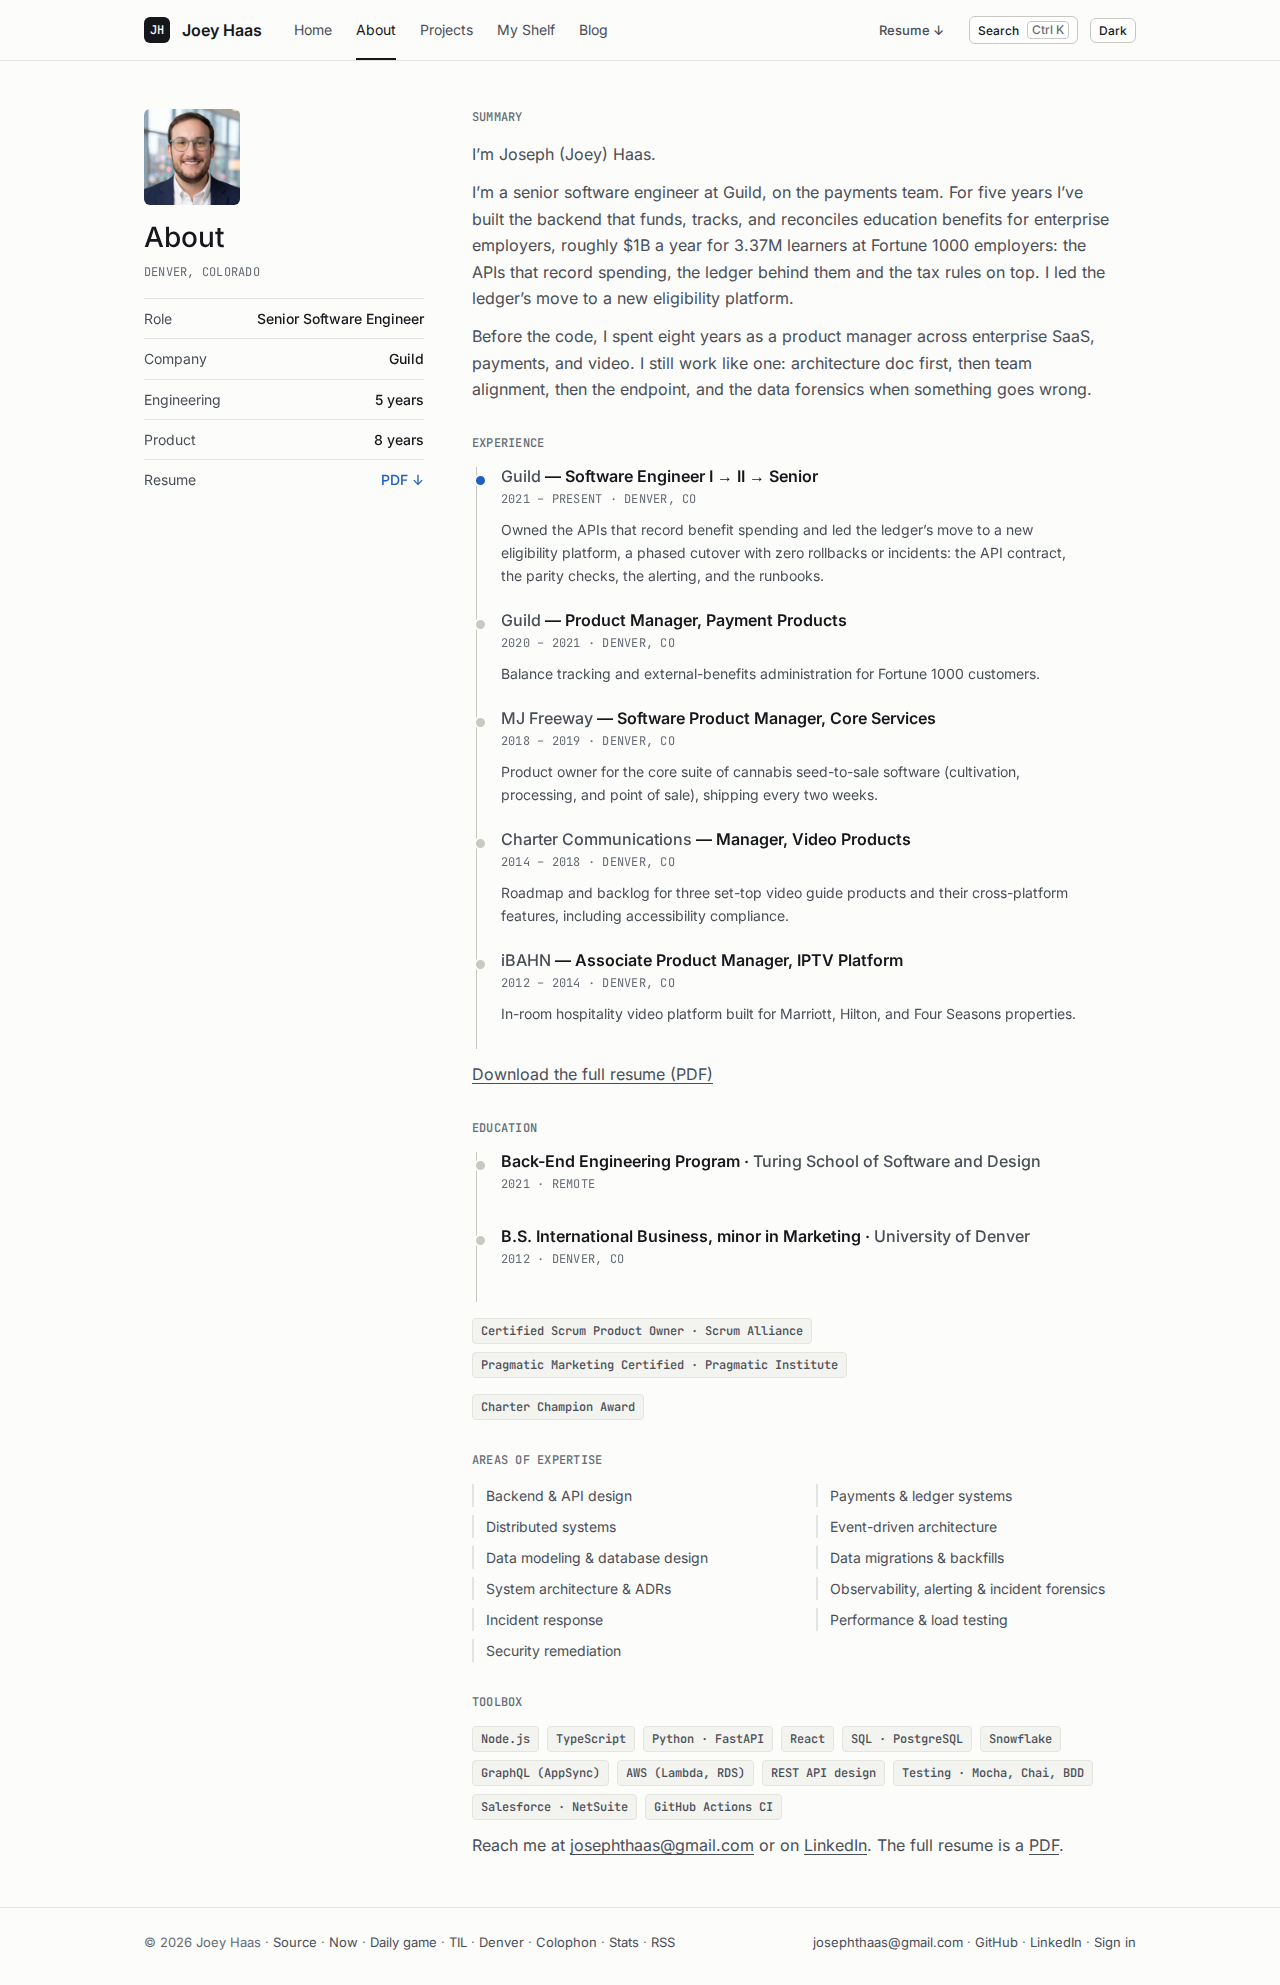 JH Joey Haas Home About Projects My Shelf Blog Resume ↓ Search Ctrl K Dark
About
DENVER, COLORADO
Role Senior Software Engineer
Company Guild
Engineering 5 years
Product 8 years
Resume PDF ↓
SUMMARY
I’m Joseph (Joey) Haas.
I’m a senior software engineer at Guild, on the payments team. For five years I’ve
built the backend that funds, tracks, and reconciles education benefits for enterprise
employers, roughly $1B a year for 3.37M learners at Fortune 1000 employers: the
APIs that record spending, the ledger behind them and the tax rules on top. I led the
ledger’s move to a new eligibility platform.
Before the code, I spent eight years as a product manager across enterprise SaaS,
payments, and video. I still work like one: architecture doc first, then team
alignment, then the endpoint, and the data forensics when something goes wrong.
EXPERIENCE
Guild — Software Engineer I → II → Senior
2021 – PRESENT · DENVER, CO
Owned the APIs that record benefit spending and led the ledger’s move to a new
eligibility platform, a phased cutover with zero rollbacks or incidents: the API contract,
the parity checks, the alerting, and the runbooks.
Guild — Product Manager, Payment Products
2020 – 2021 · DENVER, CO
Balance tracking and external-benefits administration for Fortune 1000 customers.
MJ Freeway — Software Product Manager, Core Services
2018 – 2019 · DENVER, CO
Product owner for the core suite of cannabis seed-to-sale software (cultivation,
processing, and point of sale), shipping every two weeks.
Charter Communications — Manager, Video Products
2014 – 2018 · DENVER, CO
Roadmap and backlog for three set-top video guide products and their cross-platform
features, including accessibility compliance.
iBAHN — Associate Product Manager, IPTV Platform
2012 – 2014 · DENVER, CO
In-room hospitality video platform built for Marriott, Hilton, and Four Seasons properties.
Download the full resume (PDF)
EDUCATION
Back-End Engineering Program · Turing School of Software and Design
2021 · REMOTE
B.S. International Business, minor in Marketing · University of Denver
2012 · DENVER, CO
Certified Scrum Product Owner · Scrum Alliance
Pragmatic Marketing Certified · Pragmatic Institute
Charter Champion Award
AREAS OF EXPERTISE
Backend & API design Payments & ledger systems
Distributed systems Event-driven architecture
Data modeling & database design Data migrations & backfills
System architecture & ADRs Observability, alerting & incident forensics
Incident response Performance & load testing
Security remediation
TOOLBOX
Node.js TypeScript Python · FastAPI React SQL · PostgreSQL Snowflake
GraphQL (AppSync) AWS (Lambda, RDS) REST API design Testing · Mocha, Chai, BDD
Salesforce · NetSuite GitHub Actions CI
Reach me at josephthaas@gmail.com or on LinkedIn. The full resume is a PDF.
© 2026 Joey Haas · Source · Now · Daily game · TIL · Denver · Colophon · Stats · RSS josephthaas@gmail.com · GitHub · LinkedIn · Sign in